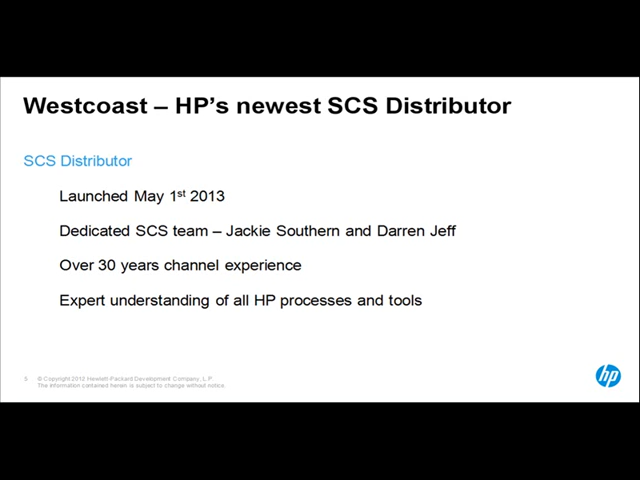 Westcoast – HP's newest SCS Distributor
SCS Distributor
Launched May 1st 2013
Dedicated SCS team – Jackie Southern and Darren Jeff
Over 30 years channel experience
Expert understanding of all HP processes and tools
5 © Copyright 2012 Hewlett-Packard Development Company, L.P.
The information contained herein is subject to change without notice.
hp